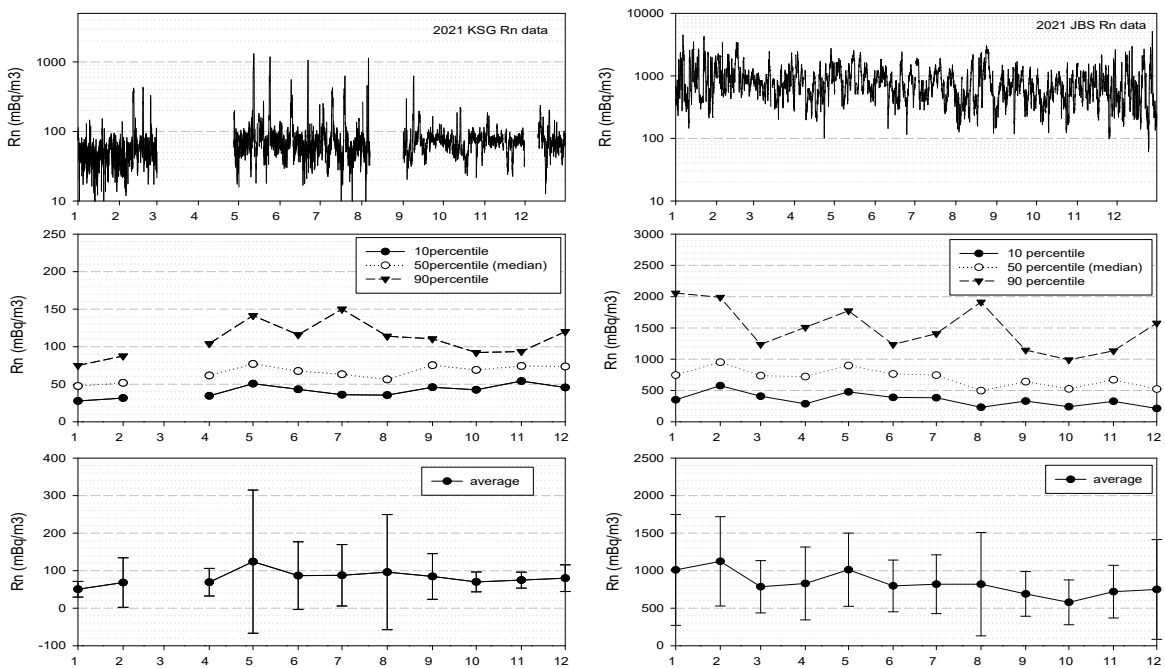 2021 KSG Rn data
1000
100
10
Rn (mBq/m3)
1 2 3 4 5 6 7 8 9 10 11 12
2021 JBS Rn data
10000
1000
100
10
Rn (mBq/m3)
1 2 3 4 5 6 7 8 9 10 11 12
250
200
150
100
50
0
Rn (mBq/m3)
10percentile
50percentile (median)
90percentile
1 2 3 4 5 6 7 8 9 10 11 12
3000
2500
2000
1500
1000
500
0
Rn (mBq/m3)
10 percentile
50 percentile (median)
90 percentile
1 2 3 4 5 6 7 8 9 10 11 12
400
300
200
100
0
-100
Rn (mBq/m3)
average
1 2 3 4 5 6 7 8 9 10 11 12
2500
2000
1500
1000
500
0
Rn (mBq/m3)
average
1 2 3 4 5 6 7 8 9 10 11 12